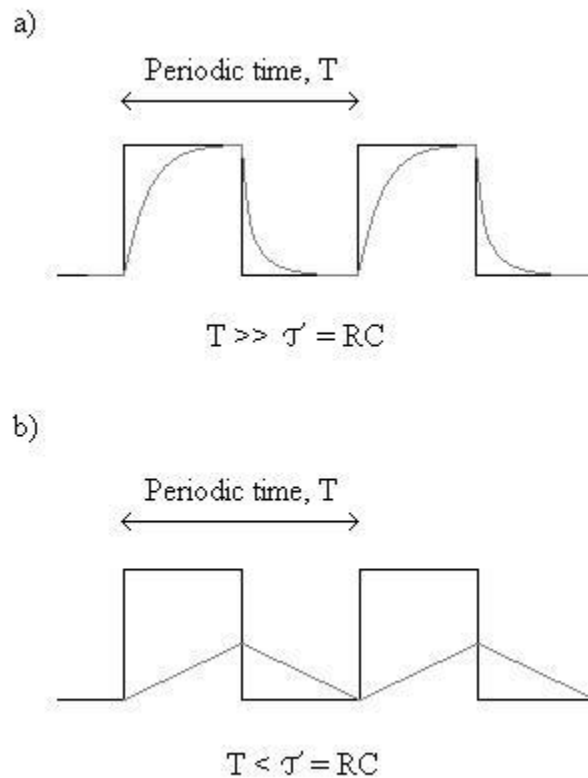 a)
Periodic time, T
T >> 𝒯 = RC
b)
Periodic time, T
T < 𝒯 = RC